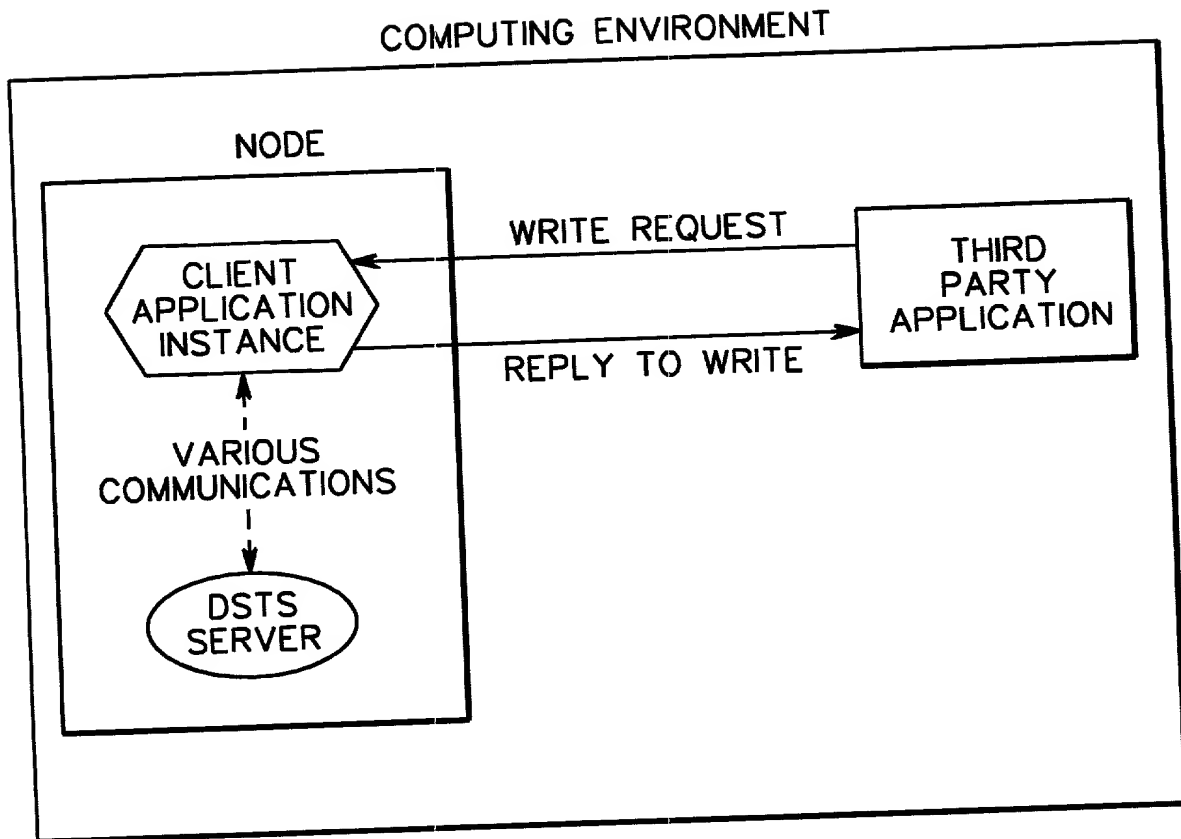 COMPUTING ENVIRONMENT
NODE
CLIENT
APPLICATION
INSTANCE
WRITE REQUEST
REPLY TO WRITE
THIRD
PARTY
APPLICATION
VARIOUS
COMMUNICATIONS
DSTS
SERVER